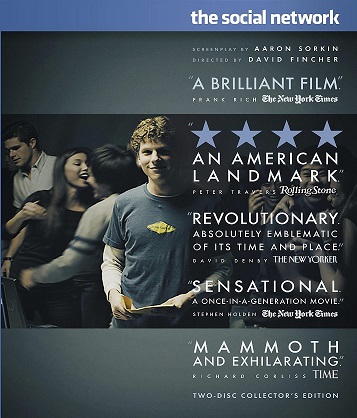 the social network
SCREENPLAY BY AARON SORKIN
DIRECTED BY DAVID FINCHER
"A BRILLIANT FILM."
FRANK RICH The New York Times
"★★★★
AN AMERICAN
LANDMARK"
PETER TRAVERS Rolling Stone
"REVOLUTIONARY.
ABSOLUTELY EMBLEMATIC
OF ITS TIME AND PLACE"
DAVID DENBY THE NEW YORKER
"SENSATIONAL.
A ONCE-IN-A-GENERATION MOVIE."
STEPHEN HOLDEN The New York Times
"MAMMOTH
AND EXHILARATING."
RICHARD CORLISS TIME
TWO-DISC COLLECTOR'S EDITION